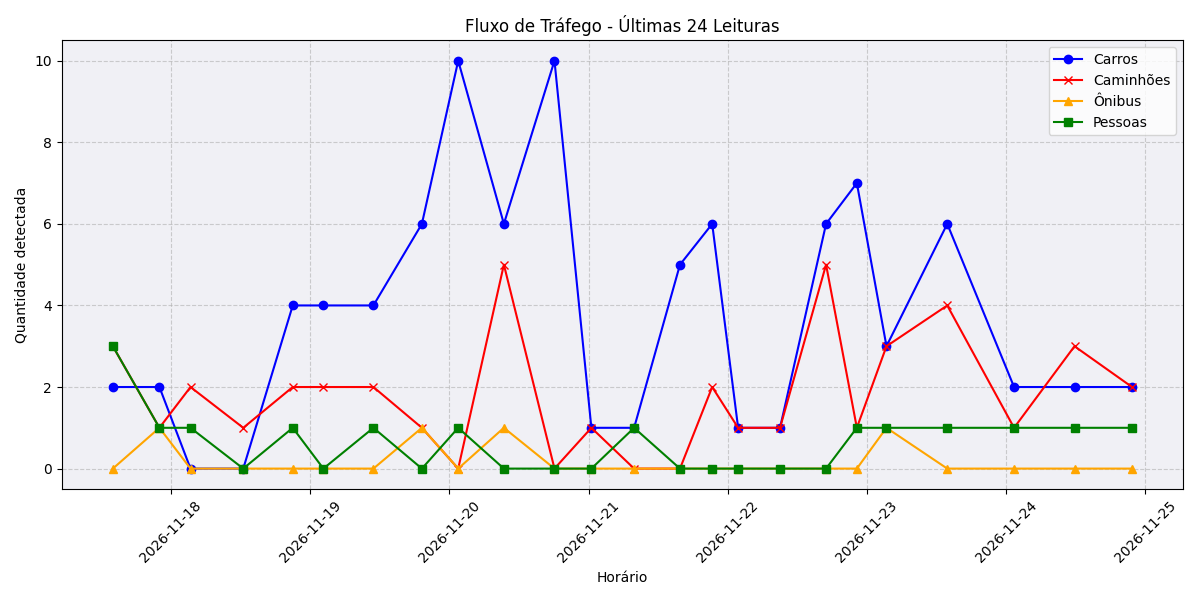 Fluxo de Tráfego - Últimas 24 Leituras
Carros
Caminhões
Ônibus
Pessoas
Quantidade detectada
10
8
6
4
2
0
2026-11-18
2026-11-19
2026-11-20
2026-11-21
2026-11-22
2026-11-23
2026-11-24
2026-11-25
Horário